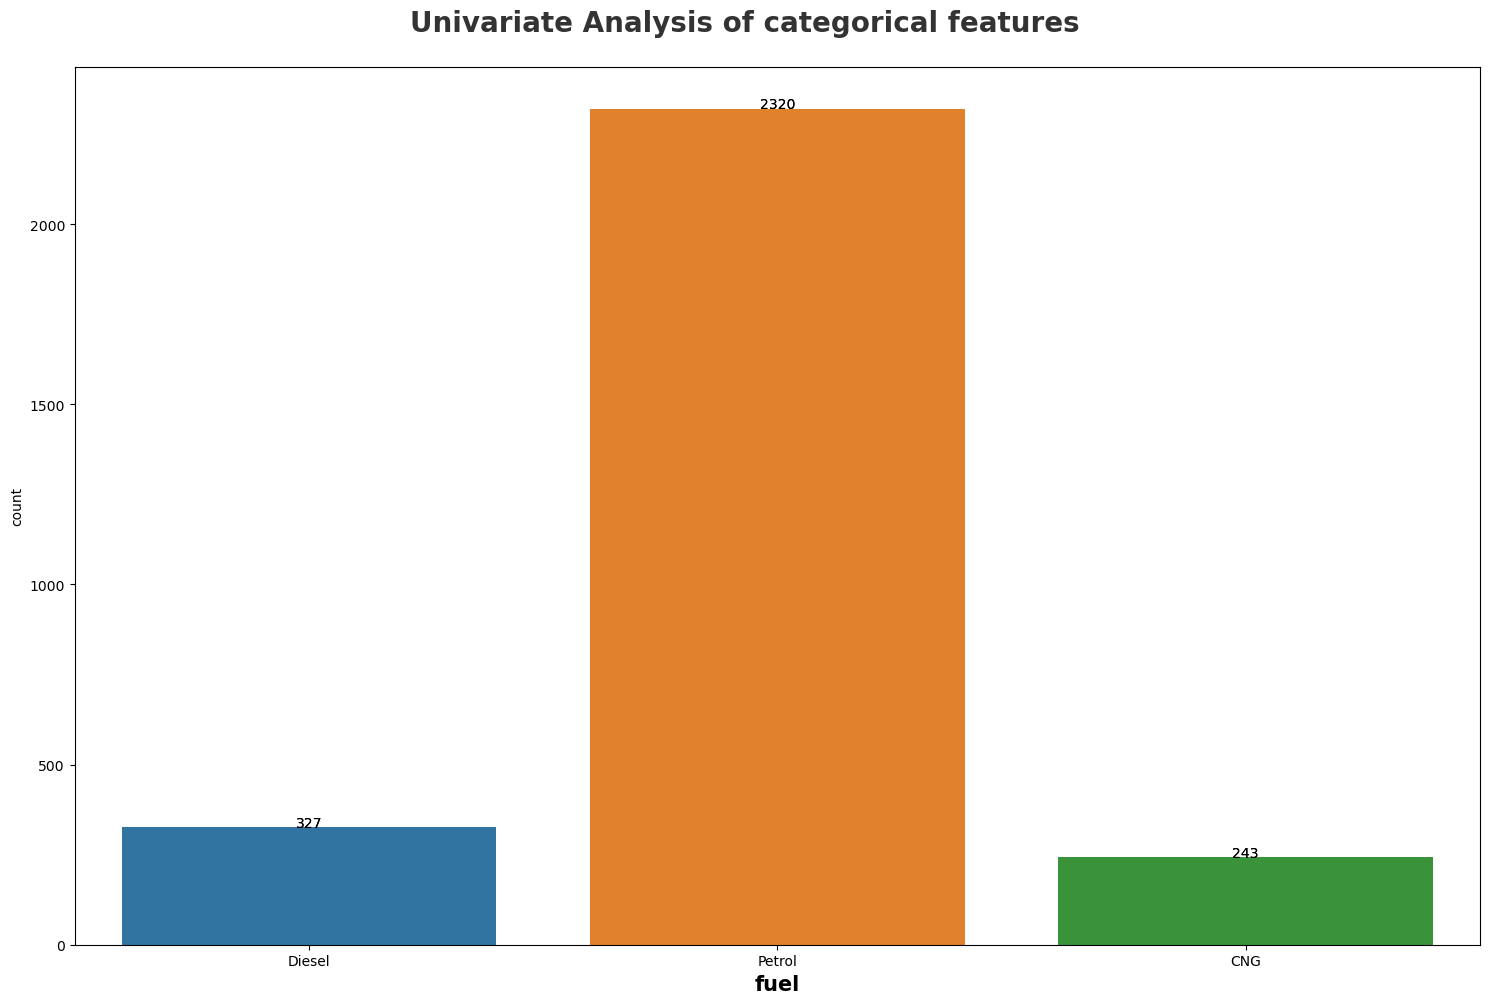 Univariate Analysis of categorical features
2320
2000
1500
count
1000
500
327
243
0
Diesel
Petrol
CNG
fuel